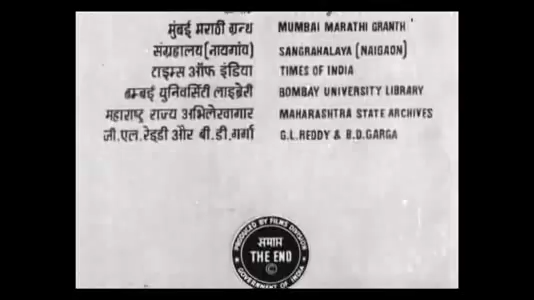 मुंबई मराठी ग्रन्थ MUMBAI MARATHI GRANTH
संग्रहालय(नायगांव) SANGRAHALAYA (NAIGAON)
टाइम्स ऑफ इंडिया TIMES OF INDIA
बम्बई युनिवर्सिटी लाइब्रेरी BOMBAY UNIVERSITY LIBRARY
महाराष्ट्र राज्य अभिलेखागार MAHARASHTRA STATE ARCHIVES
जी.एल.रेड्डी और बी.डी.गर्गा G.L.REDDY & B.D.GARGA
PRODUCED BY FILMS DIVISION
समाप्त
THE END
©
GOVERNMENT OF INDIA